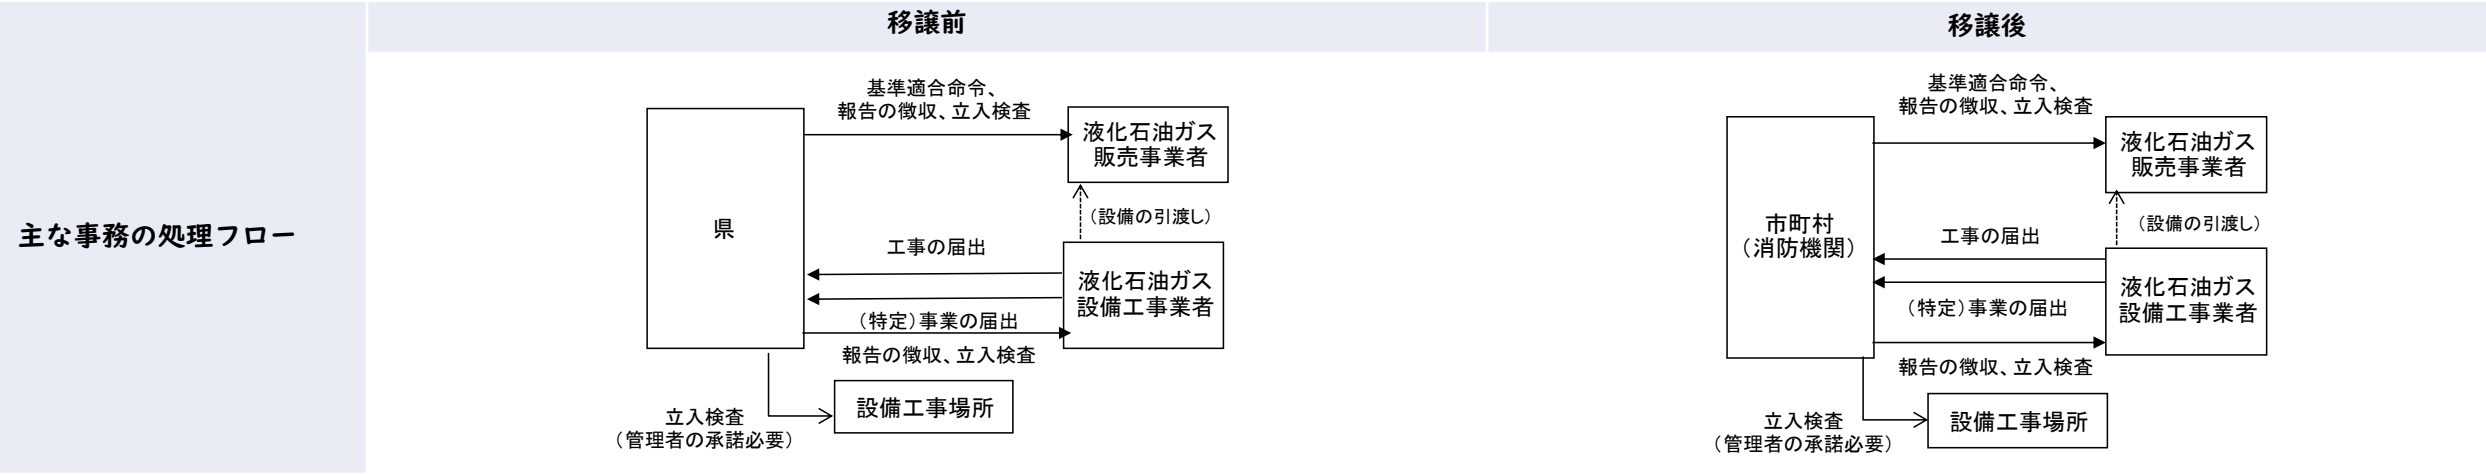 移譲前
移譲後
主な事務の処理フロー
基準適合命令、
報告の徴収、立入検査
液化石油ガス
販売事業者
県
（設備の引渡し）
工事の届出
液化石油ガス
設備工事業者
（特定）事業の届出
報告の徴収、立入検査
設備工事場所
立入検査
（管理者の承諾必要）
基準適合命令、
報告の徴収、立入検査
液化石油ガス
販売事業者
市町村
（消防機関）
（設備の引渡し）
工事の届出
液化石油ガス
設備工事業者
（特定）事業の届出
報告の徴収、立入検査
設備工事場所
立入検査
（管理者の承諾必要）